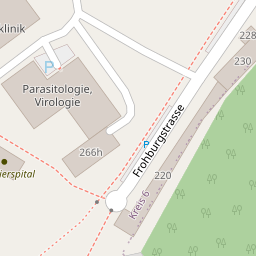 klinik
P
228
230
Parasitologie,
Virologie
Frohburgstrasse
P
266h
220
Kreis 6
ierspital